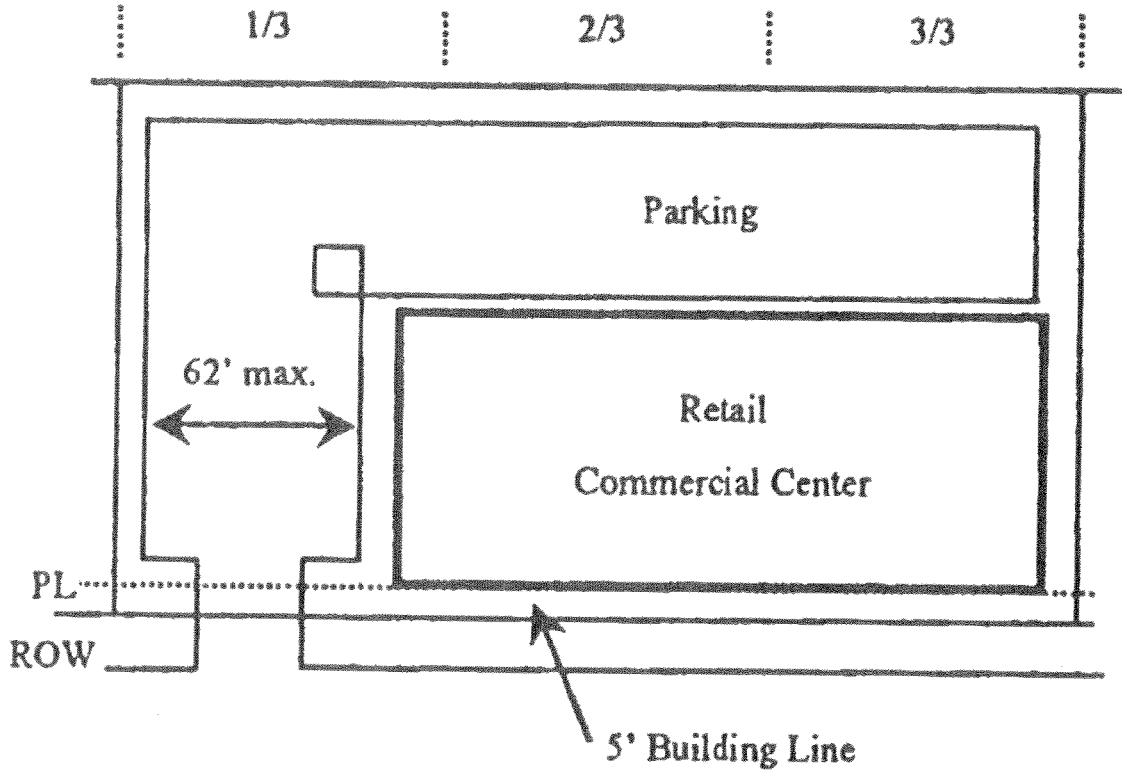 1/3 2/3 3/3
Parking
62' max.
Retail
Commercial Center
PL
ROW
5' Building Line